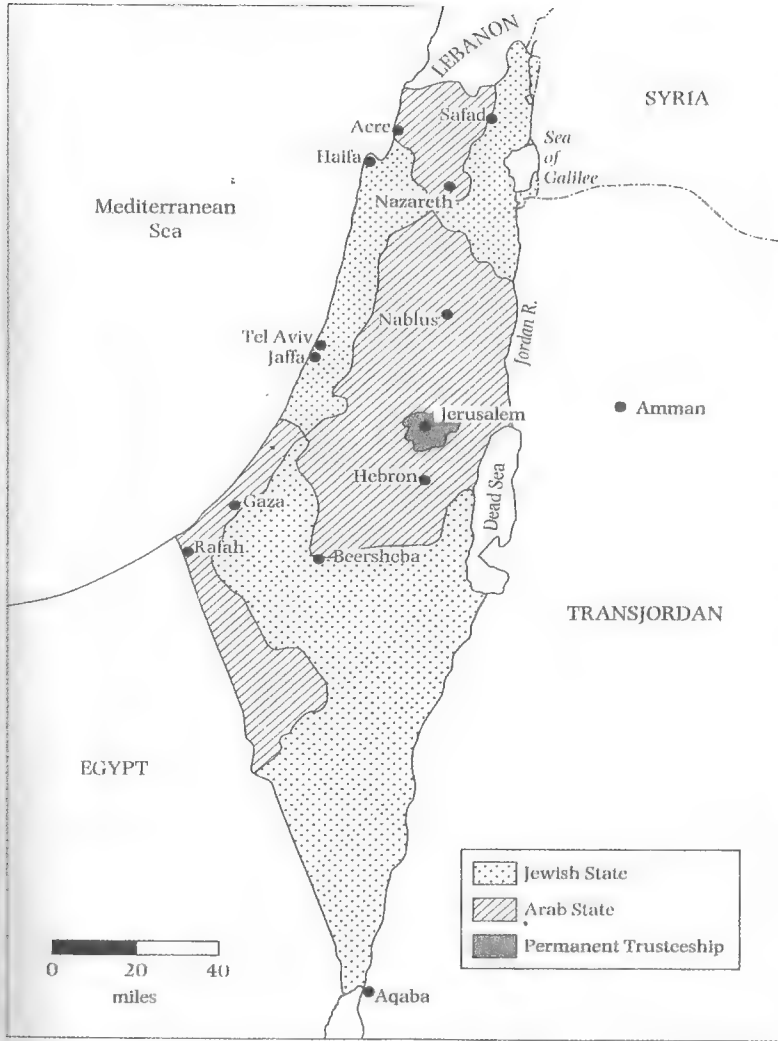 LEBANON
SYRIA
Safad
Acre
Haifa
Sea
of
Galilee
Nazareth
Mediterranean
Sea
Nablus
Jordan R.
Tel Aviv
Jaffa
Jerusalem
Amman
Hebron
Dead Sea
Gaza
Rafah
Beersheba
TRANSJORDAN
EGYPT
Jewish State
Arab State
Permanent Trusteeship
0 20 40
miles
Aqaba